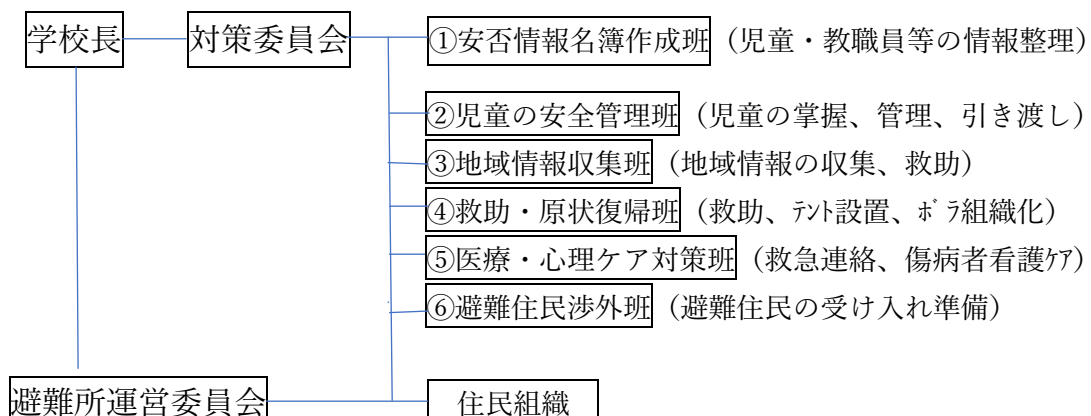 学校長 対策委員会 ①安否情報名簿作成班（児童・教職員等の情報整理）
②児童の安全管理班（児童の掌握、管理、引き渡し）
③地域情報収集班（地域情報の収集、救助）
④救助・原状復帰班（救助、ﾃﾝﾄ設置、ﾎﾞﾗ組織化）
⑤医療・心理ケア対策班（救急連絡、傷病者看護ｹｱ）
⑥避難住民渉外班（避難住民の受け入れ準備）
避難所運営委員会 住民組織